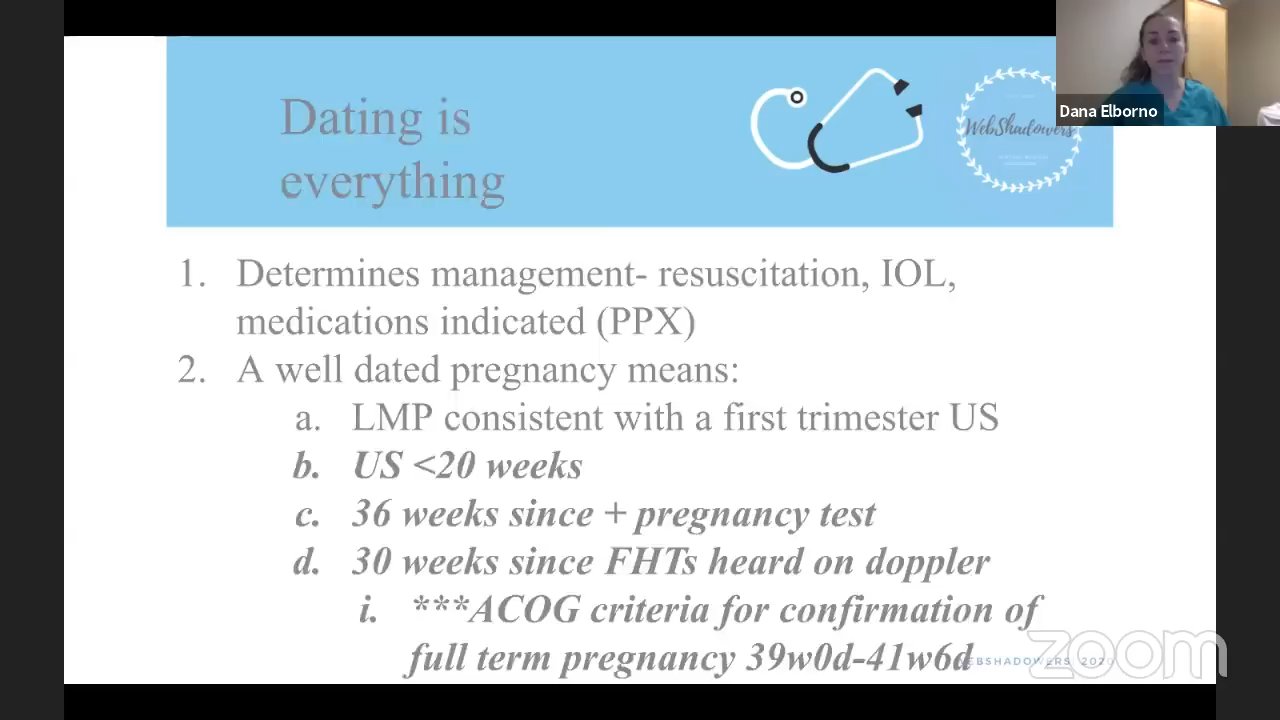 Dating is
everything
WebShadowers
Dana Elborno
1. Determines management- resuscitation, IOL,
medications indicated (PPX)
2. A well dated pregnancy means:
a. LMP consistent with a first trimester US
b. US <20 weeks
c. 36 weeks since + pregnancy test
d. 30 weeks since FHTs heard on doppler
i. ***ACOG criteria for confirmation of
full term pregnancy 39w0d-41w6d
zoom